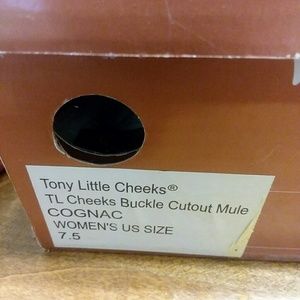 Tony Little Cheeks®
TL Cheeks Buckle Cutout Mule
COGNAC
WOMEN'S US SIZE
7.5